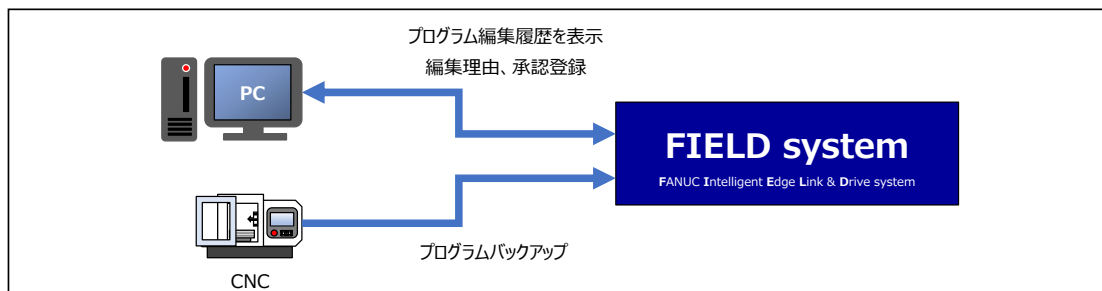 プログラム編集履歴を表示
編集理由、承認登録
PC
FIELD system
FANUC Intelligent Edge Link & Drive system
プログラムバックアップ
CNC